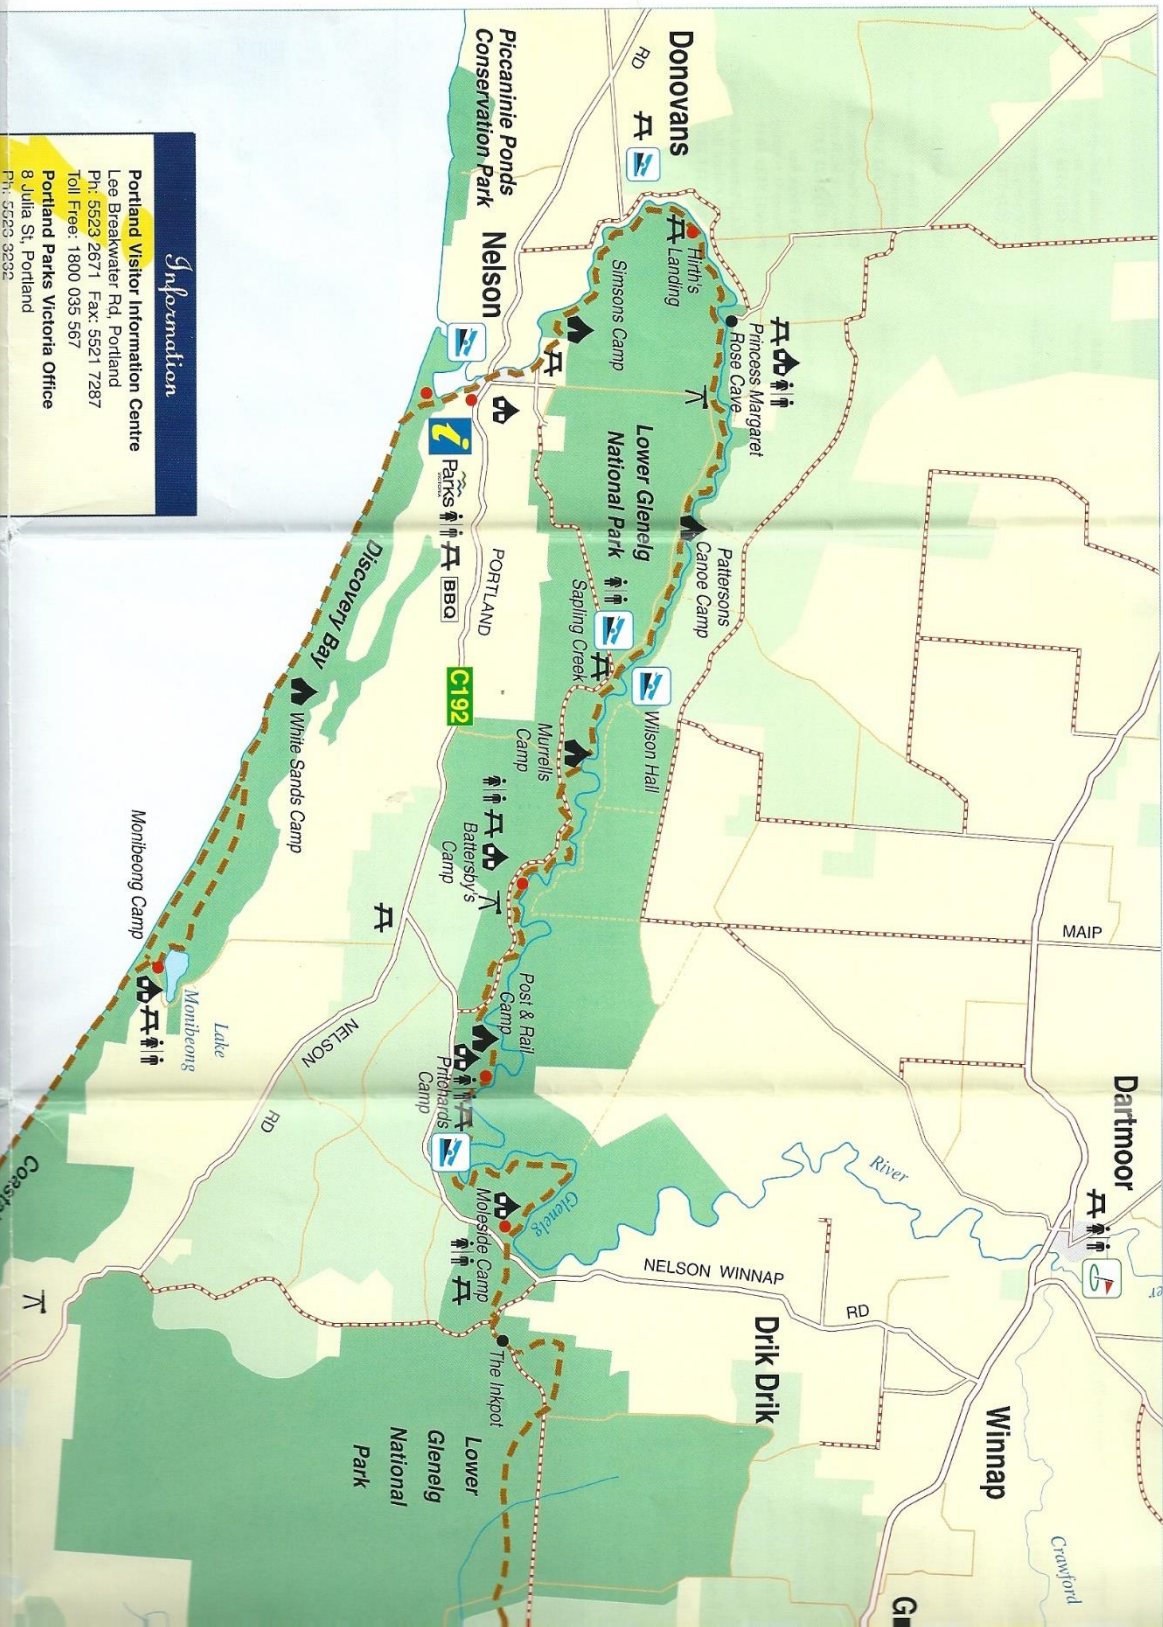 Donovans
RD
Piccaninie Ponds
Conservation Park
Nelson
Hirth's
Landing
Simsons Camp
Princess Margaret
Rose Cave
Lower Glenelg
National Park
Pattersons
Canoe Camp
Sapling Creek
Wilson Hall
Murrells
Camp
Battersby's
Camp
Post & Rail
Camp
Pritchards
Camp
Moleside Camp
Glenelg
River
The Inkpot
Lower
Glenelg
National
Park
Dartmoor
MAIP
NELSON WINNAP
RD
Drik Drik
Winnap
Crawford
i
Parks
BBQ
PORTLAND
C192
NELSON
RD
Discovery Bay
White Sands Camp
Monibeong Camp
Lake
Monibeong
Information
Portland Visitor Information Centre
Lee Breakwater Rd, Portland
Ph: 5523 2671 Fax: 5521 7287
Toll Free: 1800 035 567
Portland Parks Victoria Office
8 Julia St, Portland